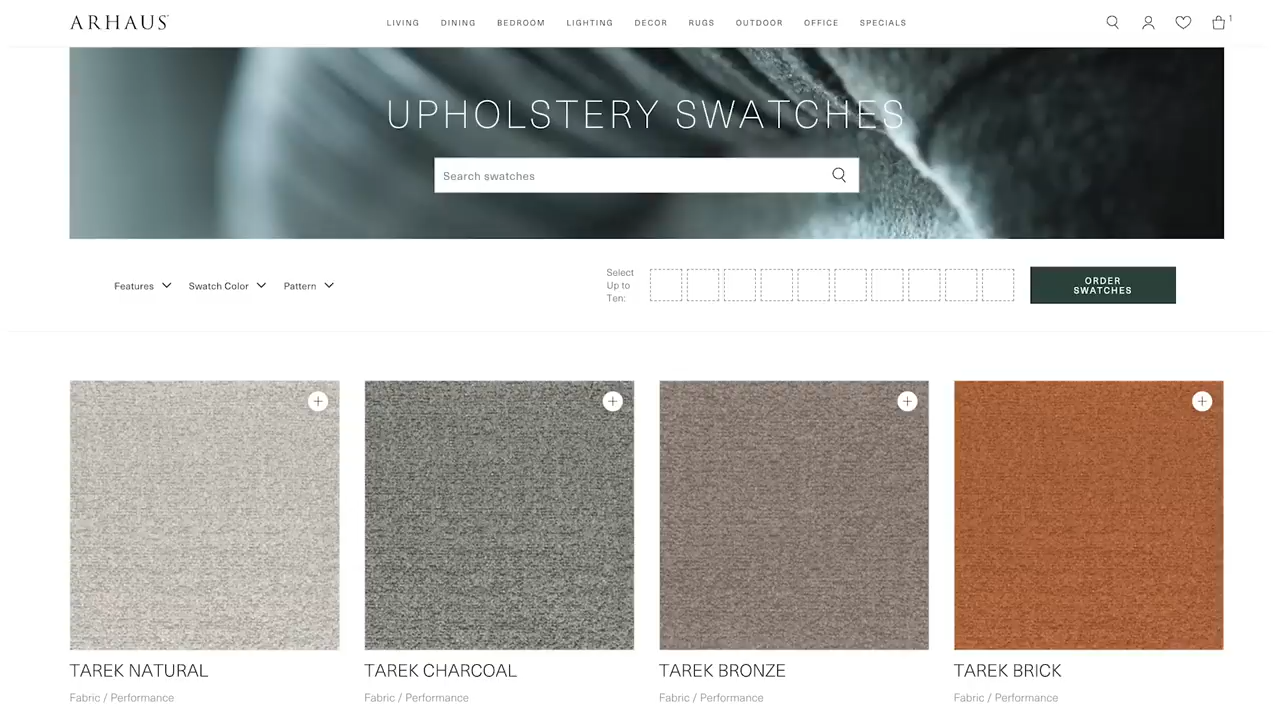 ARHAUS
LIVING DINING BEDROOM LIGHTING DECOR RUGS OUTDOOR OFFICE SPECIALS
1
UPHOLSTERY SWATCHES
Search swatches
Features Swatch Color Pattern
Select
Up to
Ten:
ORDER
SWATCHES
TAREK NATURAL
Fabric / Performance
TAREK CHARCOAL
Fabric / Performance
TAREK BRONZE
Fabric / Performance
TAREK BRICK
Fabric / Performance